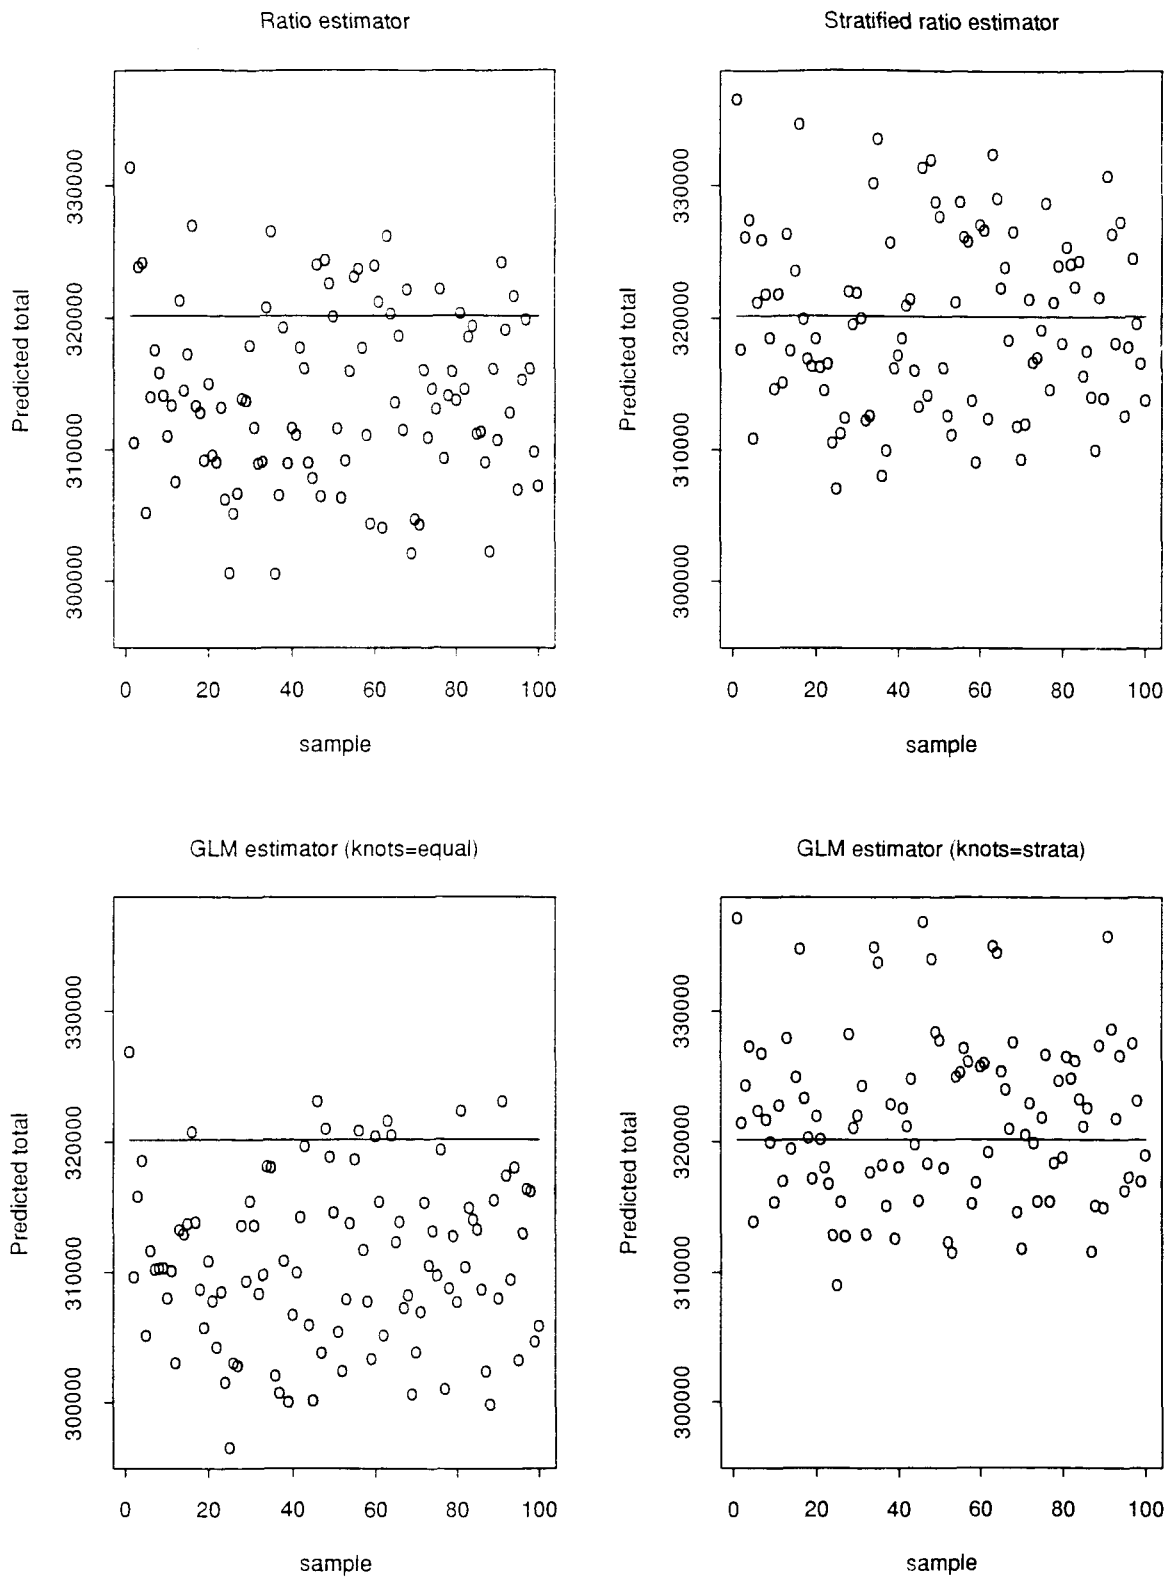 Ratio estimator
Predicted total
330000
320000
310000
300000
0 20 40 60 80 100
sample
Stratified ratio estimator
Predicted total
330000
320000
310000
300000
0 20 40 60 80 100
sample
GLM estimator (knots=equal)
Predicted total
330000
320000
310000
300000
0 20 40 60 80 100
sample
GLM estimator (knots=strata)
Predicted total
330000
320000
310000
300000
0 20 40 60 80 100
sample